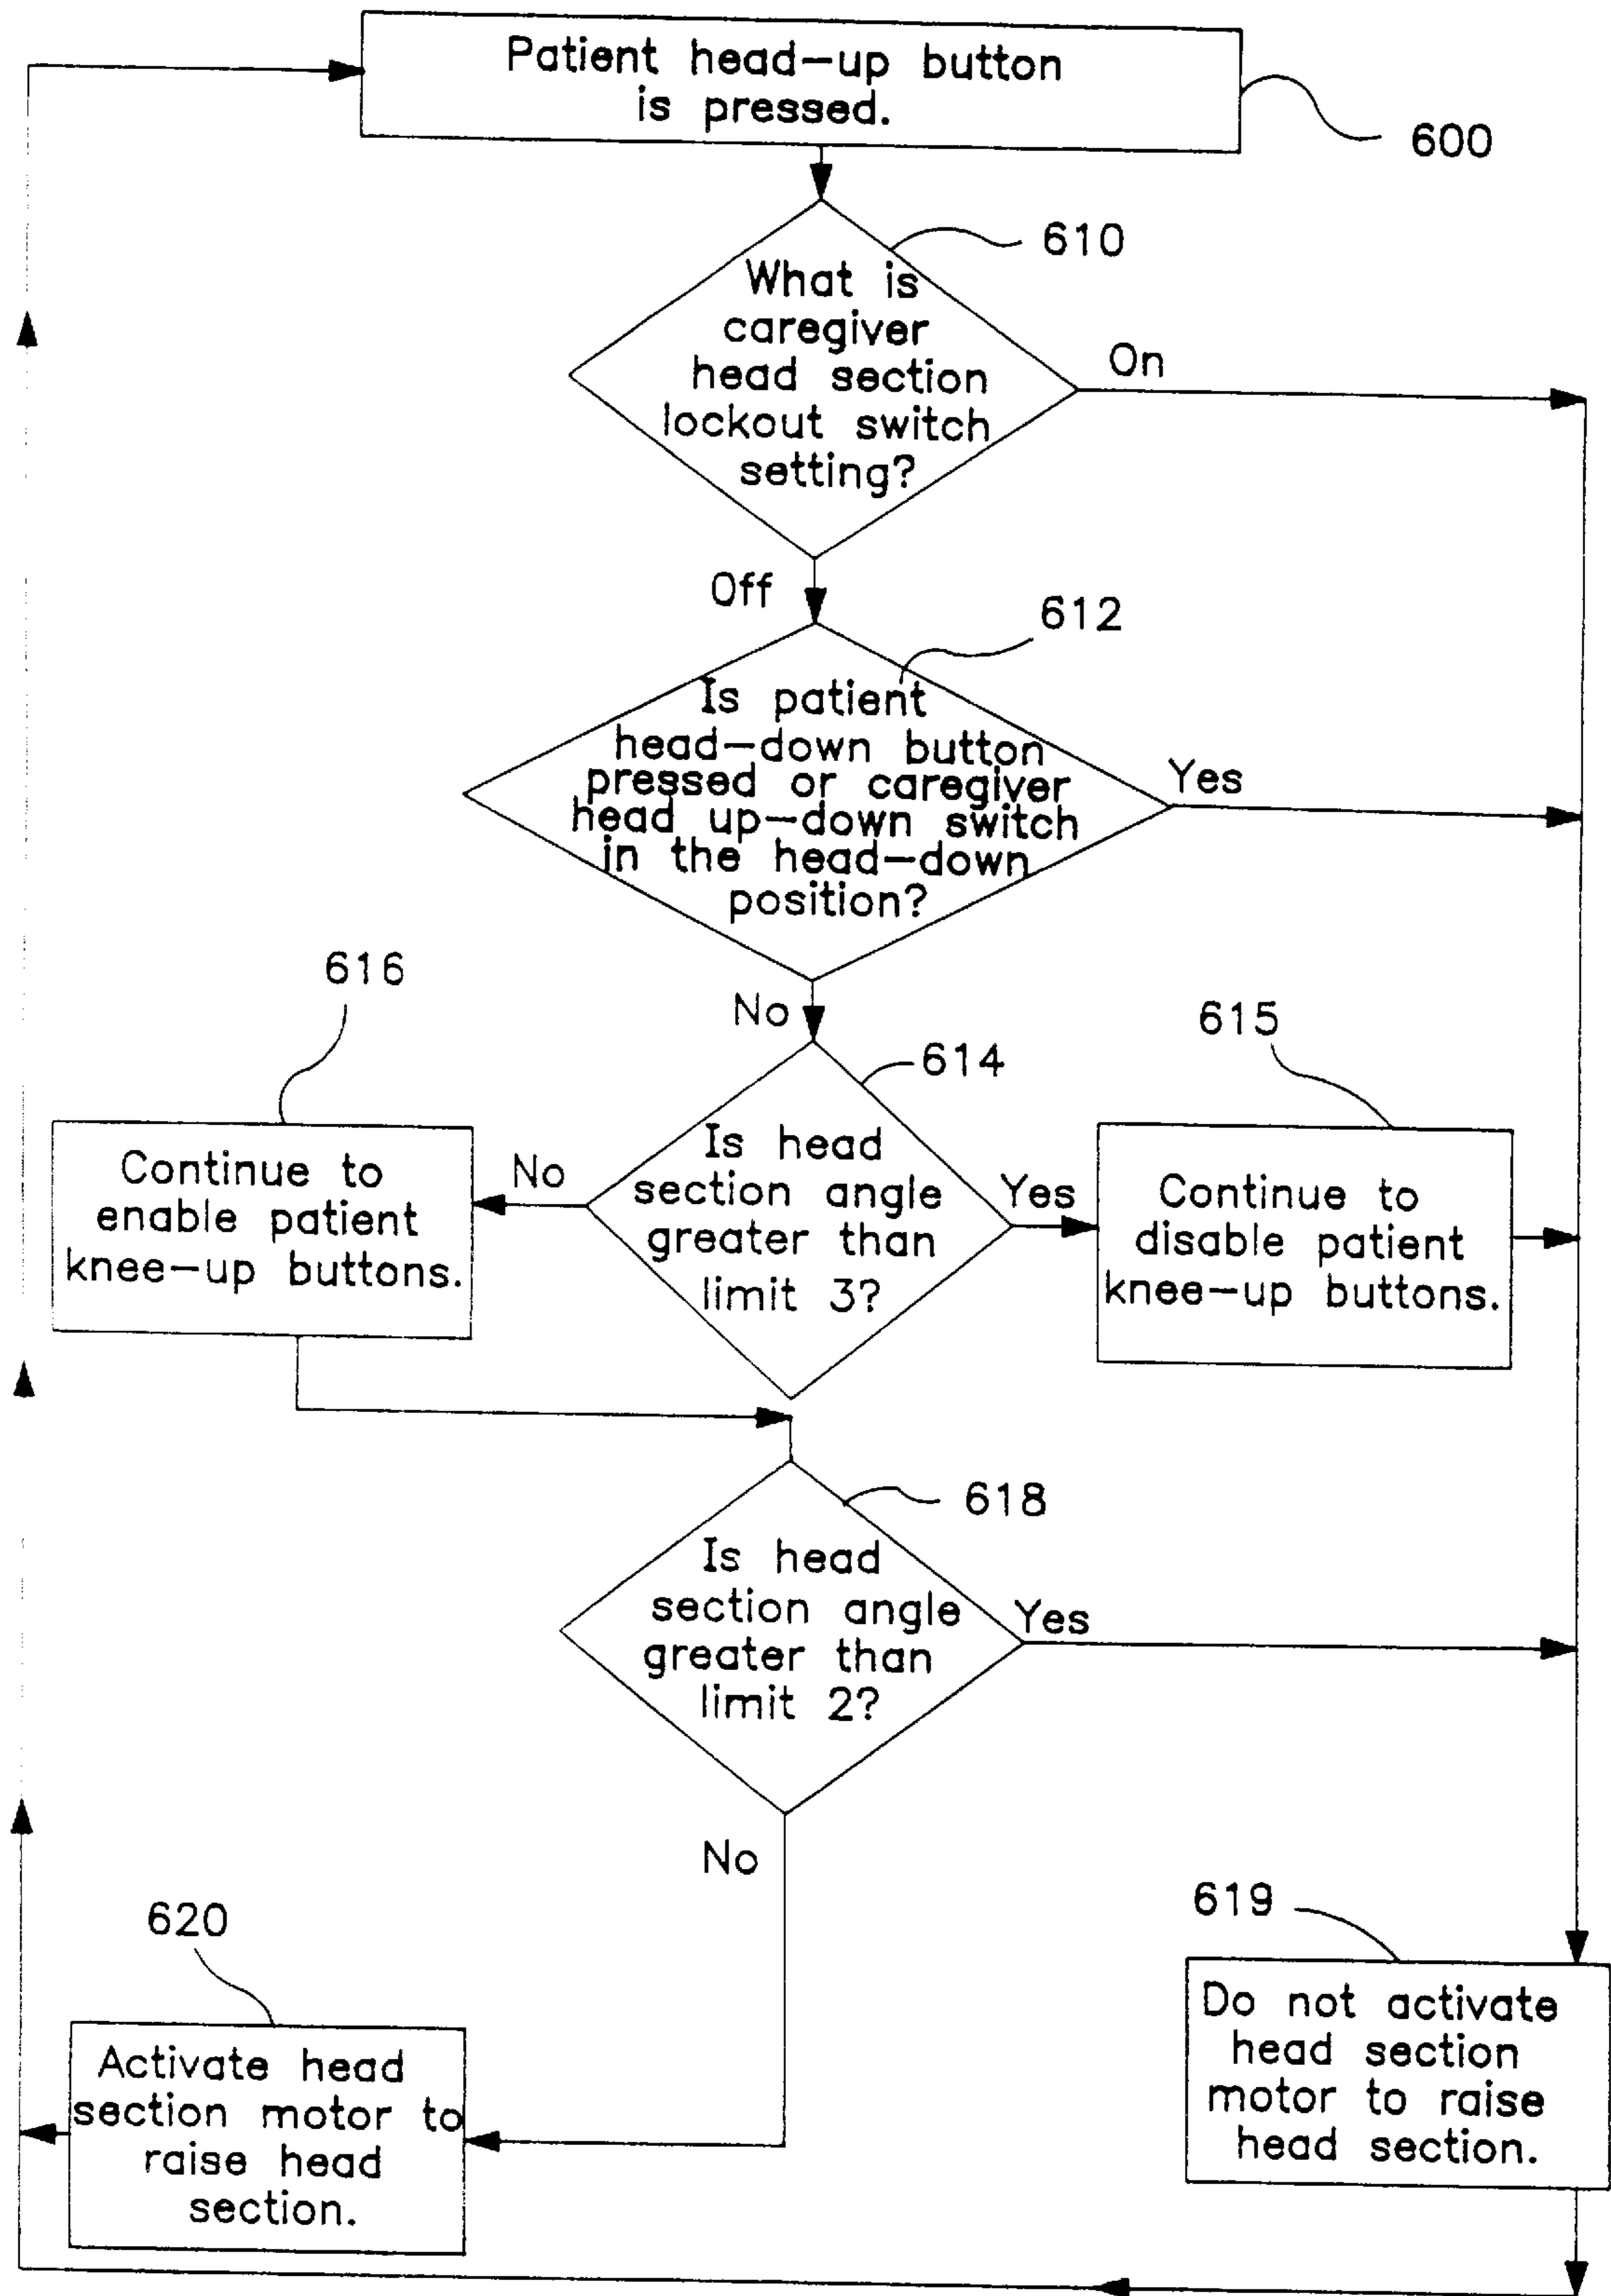 Patient head-up button
is pressed.
600
610
What is
caregiver
head section
lockout switch
setting?
On
Off
612
Is patient
head-down button
pressed or caregiver
head up-down switch
in the head-down
position?
Yes
No
616
615
614
Continue to
enable patient
knee-up buttons.
No
Is head
section angle
greater than
limit 3?
Yes
Continue to
disable patient
knee-up buttons.
618
Is head
section angle
greater than
limit 2?
Yes
No
620
619
Activate head
section motor to
raise head
section.
Do not activate
head section
motor to raise
head section.